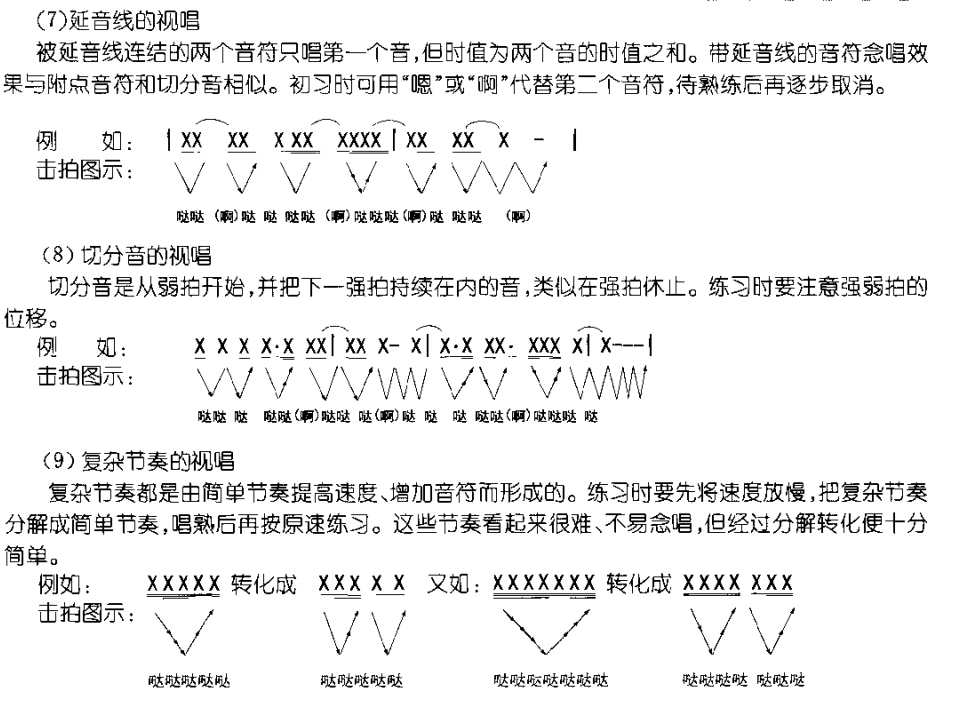 (7)延音线的视唱
被延音线连结的两个音符只唱第一个音,但时值为两个音的时值之和。带延音线的音符念唱效
果与附点音符和切分音相似。初习时可用“嗯”或“啊”代替第二个音符,待熟练后再逐步取消。
例 如: | XX XX X XX XXXX | XX XX X - |
击拍图示:
哒哒 (啊)哒 哒 哒哒 (啊)哒哒哒(啊)哒 哒哒 (啊)
(8)切分音的视唱
切分音是从弱拍开始,并把下一强拍持续在内的音,类似在强拍休止。练习时要注意强弱拍的
位移。
例 如: X X X X·X XX| XX X- X| X·X XX· XXX X| X---|
击拍图示:
哒哒 哒 哒哒(啊)哒哒 哒(啊)哒 哒 哒 哒哒(啊)哒哒哒 哒
(9)复杂节奏的视唱
复杂节奏都是由简单节奏提高速度、增加音符而形成的。练习时要先将速度放慢,把复杂节奏
分解成简单节奏,唱熟后再按原速练习。这些节奏看起来很难、不易念唱,但经过分解转化便十分
简单。
例如: XXXXX 转化成 XXX X X 又如: XXXXXXX 转化成 XXXX XXX
击拍图示:
哒哒哒哒哒 哒哒哒哒哒 哒哒哒哒哒哒哒 哒哒哒哒 哒哒哒